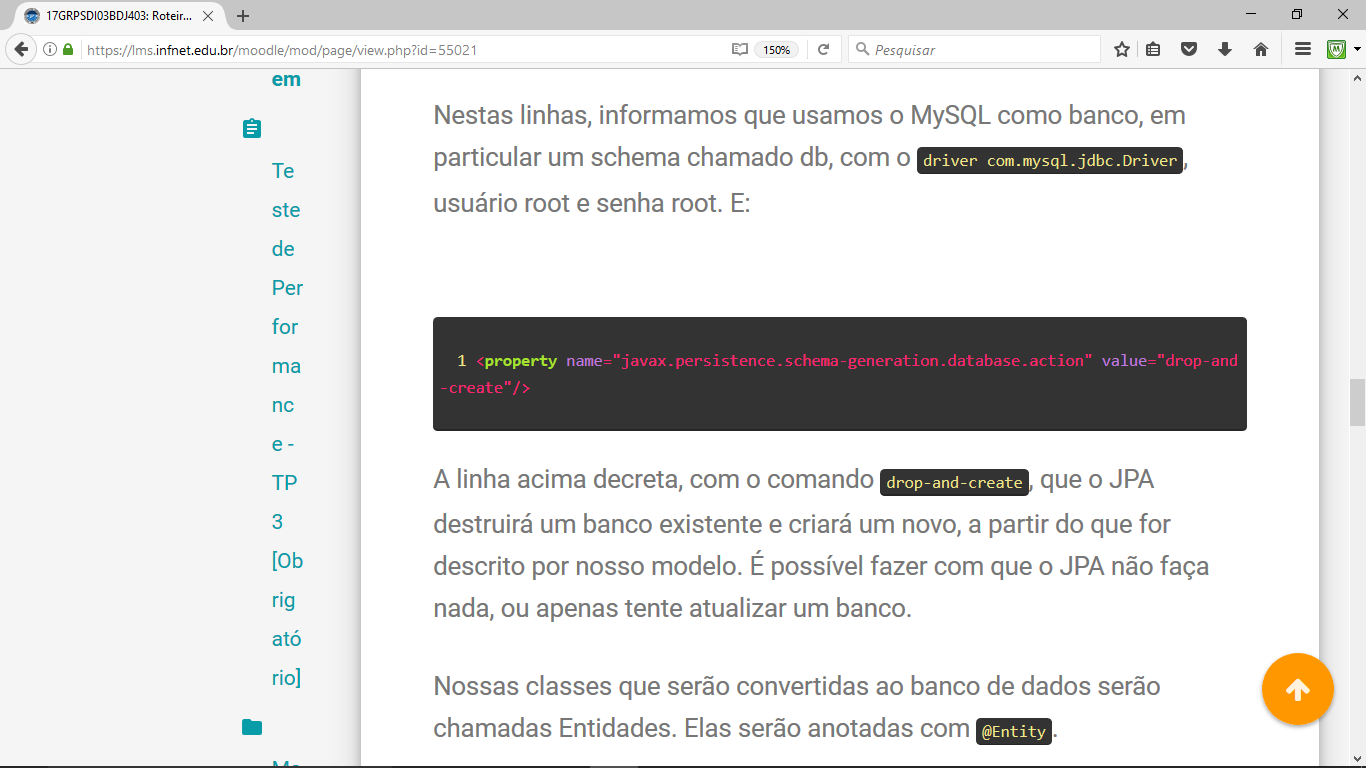 17GRPSDI03BDJ403: Roteir...
https://lms.infnet.edu.br/moodle/mod/page/view.php?id=55021
150%
Pesquisar
em
Te
ste
de
Per
for
ma
nc
e -
TP
3
[Ob
rig
ató
rio]
Nestas linhas, informamos que usamos o MySQL como banco, em
particular um schema chamado db, com o driver com.mysql.jdbc.Driver,
usuário root e senha root. E:
1 <property name="javax.persistence.schema-generation.database.action" value="drop-and
-create"/>
A linha acima decreta, com o comando drop-and-create, que o JPA
destruirá um banco existente e criará um novo, a partir do que for
descrito por nosso modelo. É possível fazer com que o JPA não faça
nada, ou apenas tente atualizar um banco.
Nossas classes que serão convertidas ao banco de dados serão
chamadas Entidades. Elas serão anotadas com @Entity.